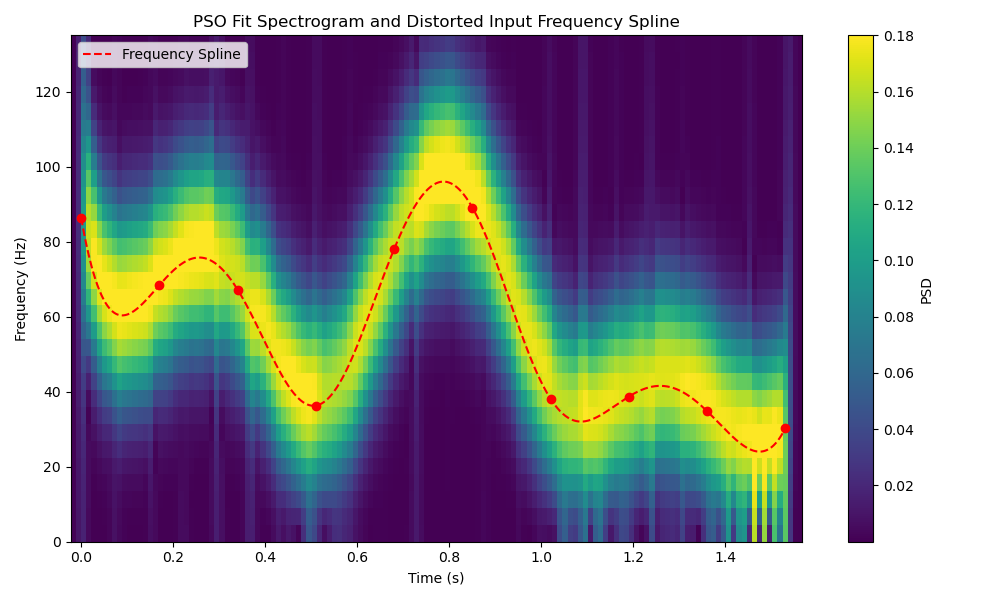 PSO Fit Spectrogram and Distorted Input Frequency Spline
Frequency Spline
Frequency (Hz)
120
100
80
60
40
20
0
0.0 0.2 0.4 0.6 0.8 1.0 1.2 1.4
Time (s)
0.18
0.16
0.14
0.12
0.10
0.08
0.06
0.04
0.02
PSD